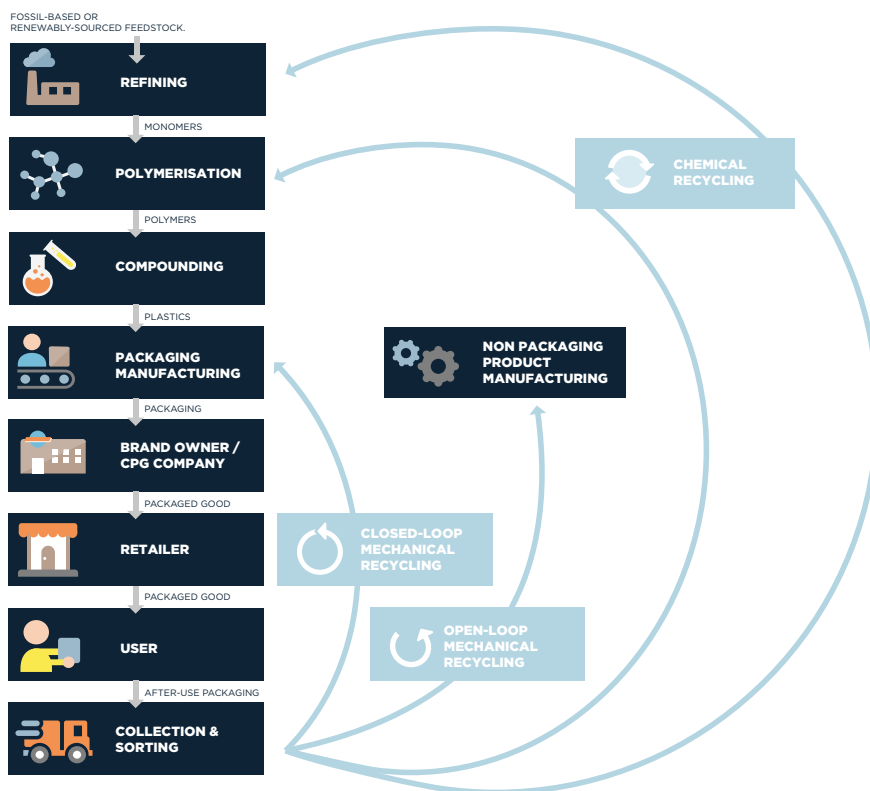 FOSSIL-BASED OR
RENEWABLY-SOURCED FEEDSTOCK.
REFINING
MONOMERS
POLYMERISATION
POLYMERS
COMPOUNDING
PLASTICS
PACKAGING
MANUFACTURING
PACKAGING
BRAND OWNER /
CPG COMPANY
PACKAGED GOOD
RETAILER
PACKAGED GOOD
USER
AFTER-USE PACKAGING
COLLECTION &
SORTING
CHEMICAL
RECYCLING
NON PACKAGING
PRODUCT
MANUFACTURING
CLOSED-LOOP
MECHANICAL
RECYCLING
OPEN-LOOP
MECHANICAL
RECYCLING